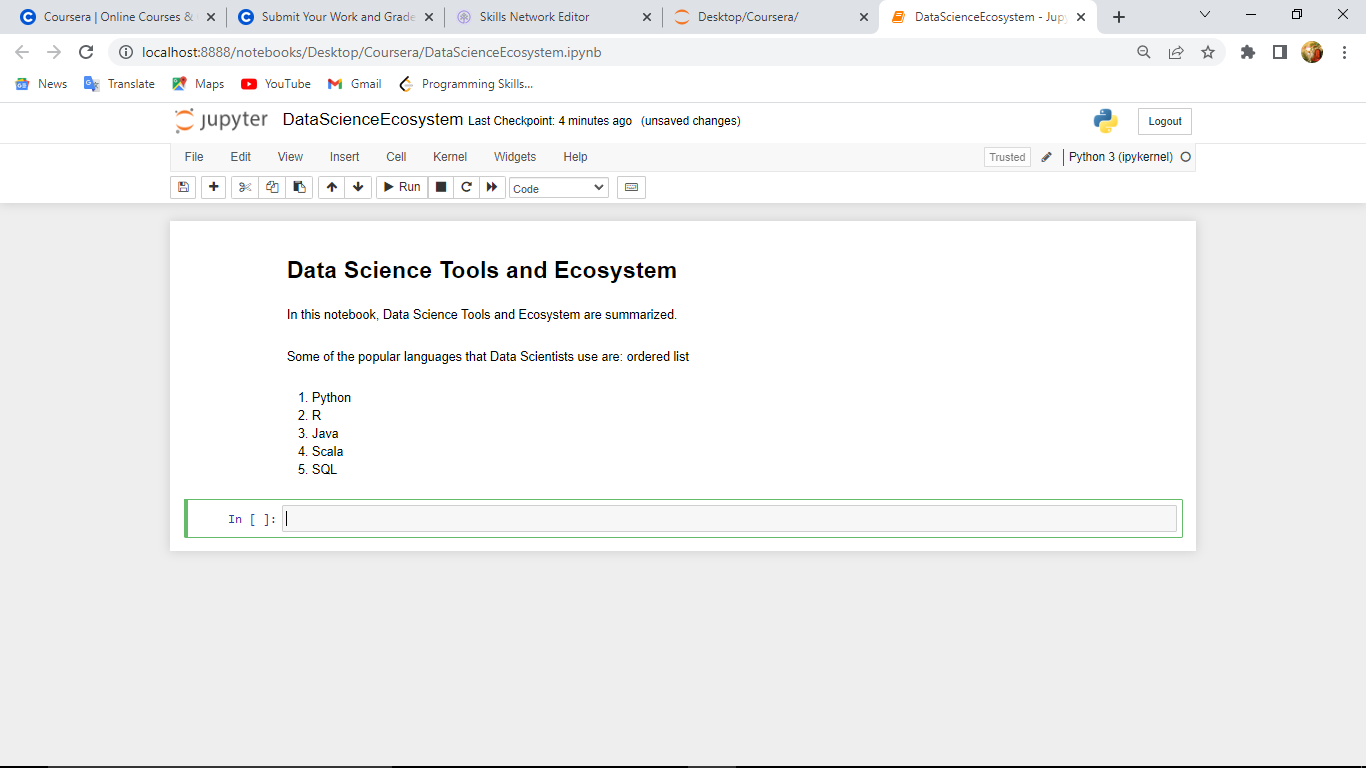 Coursera | Online Courses &
Submit Your Work and Grade
Skills Network Editor
Desktop/Coursera/
DataScienceEcosystem - Jupy
localhost:8888/notebooks/Desktop/Coursera/DataScienceEcosystem.ipynb
News
Translate
Maps
YouTube
Gmail
Programming Skills...
jupyter DataScienceEcosystem Last Checkpoint: 4 minutes ago (unsaved changes)
Logout
File Edit View Insert Cell Kernel Widgets Help
Trusted
Python 3 (ipykernel)
Run
Code
Data Science Tools and Ecosystem
In this notebook, Data Science Tools and Ecosystem are summarized.
Some of the popular languages that Data Scientists use are: ordered list
1. Python
2. R
3. Java
4. Scala
5. SQL
In [ ]: